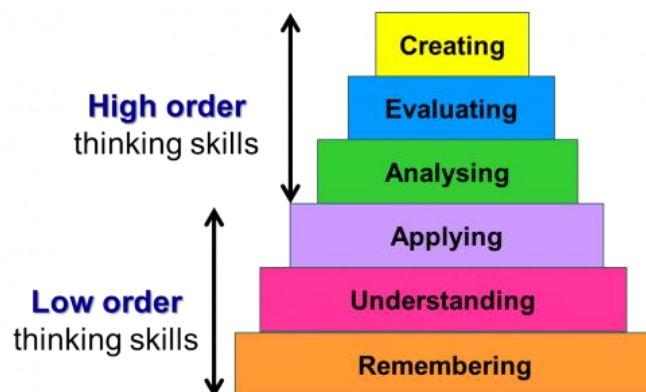 Creating
Evaluating
Analysing
Applying
Understanding
Remembering
High order
thinking skills
Low order
thinking skills